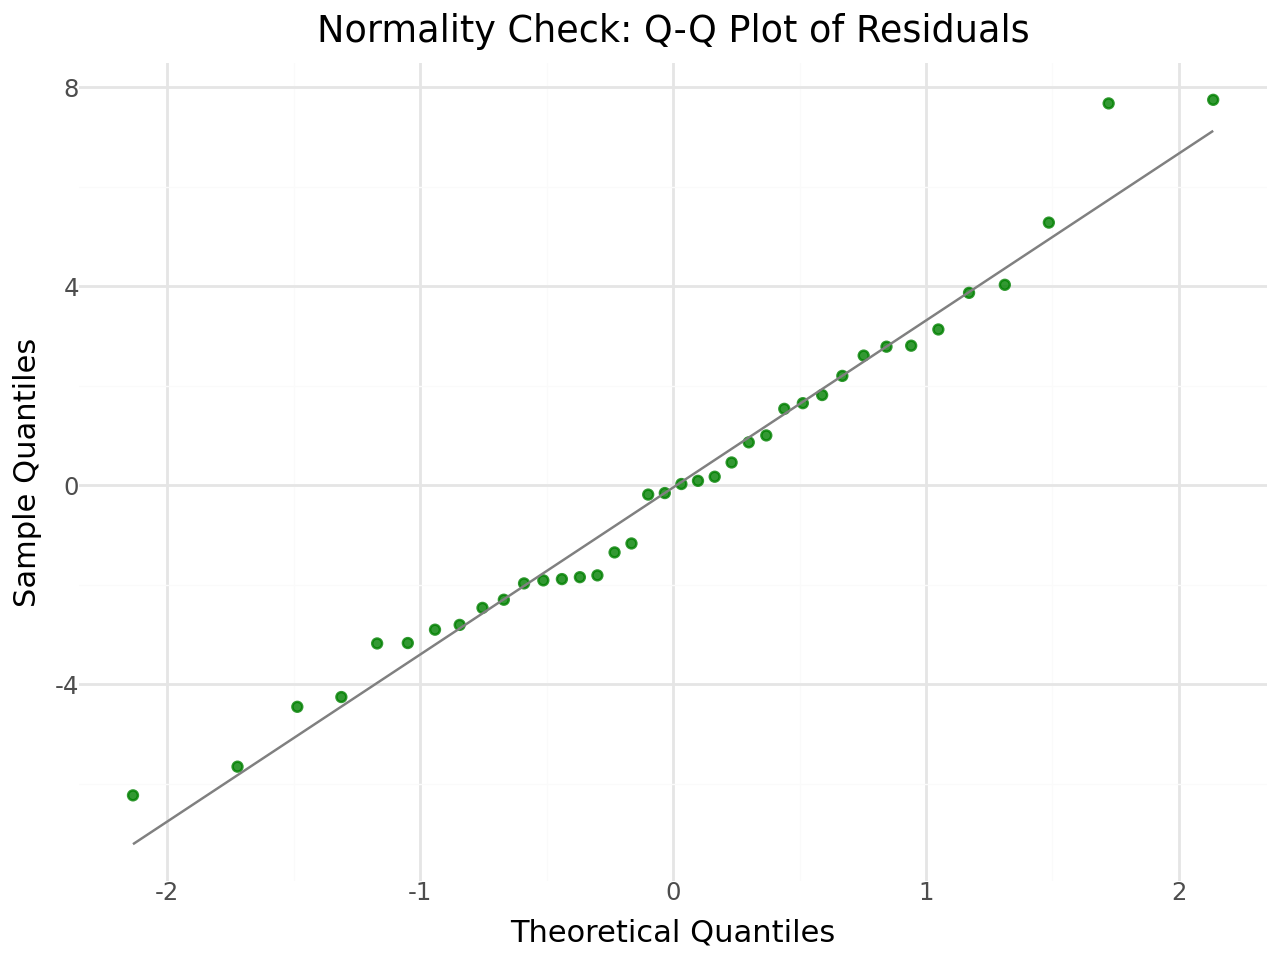 Normality Check: Q-Q Plot of Residuals
8
4
0
-4
Sample Quantiles
-2 -1 0 1 2
Theoretical Quantiles